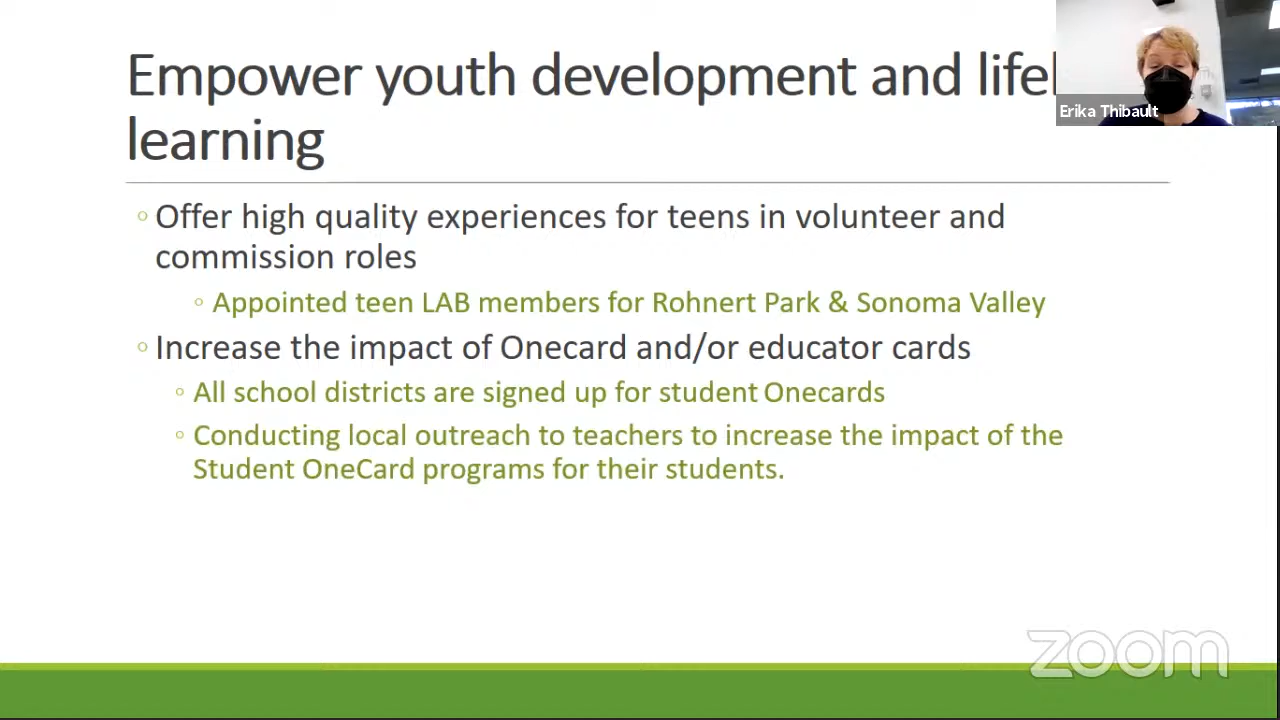 Empower youth development and
learning
Erika Thibault
Offer high quality experiences for teens in volunteer and
commission roles
Appointed teen LAB members for Rohnert Park & Sonoma Valley
Increase the impact of Onecard and/or educator cards
All school districts are signed up for student Onecards
Conducting local outreach to teachers to increase the impact of the
Student OneCard programs for their students.
zoom